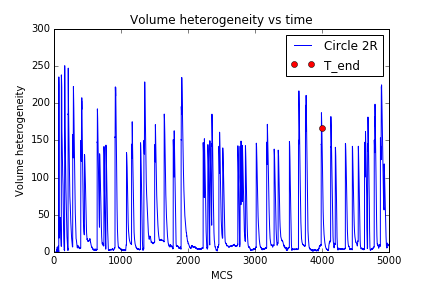 Volume heterogeneity vs time
Circle 2R
T_end
Volume heterogeneity
300
250
200
150
100
50
0
0 1000 2000 3000 4000 5000
MCS